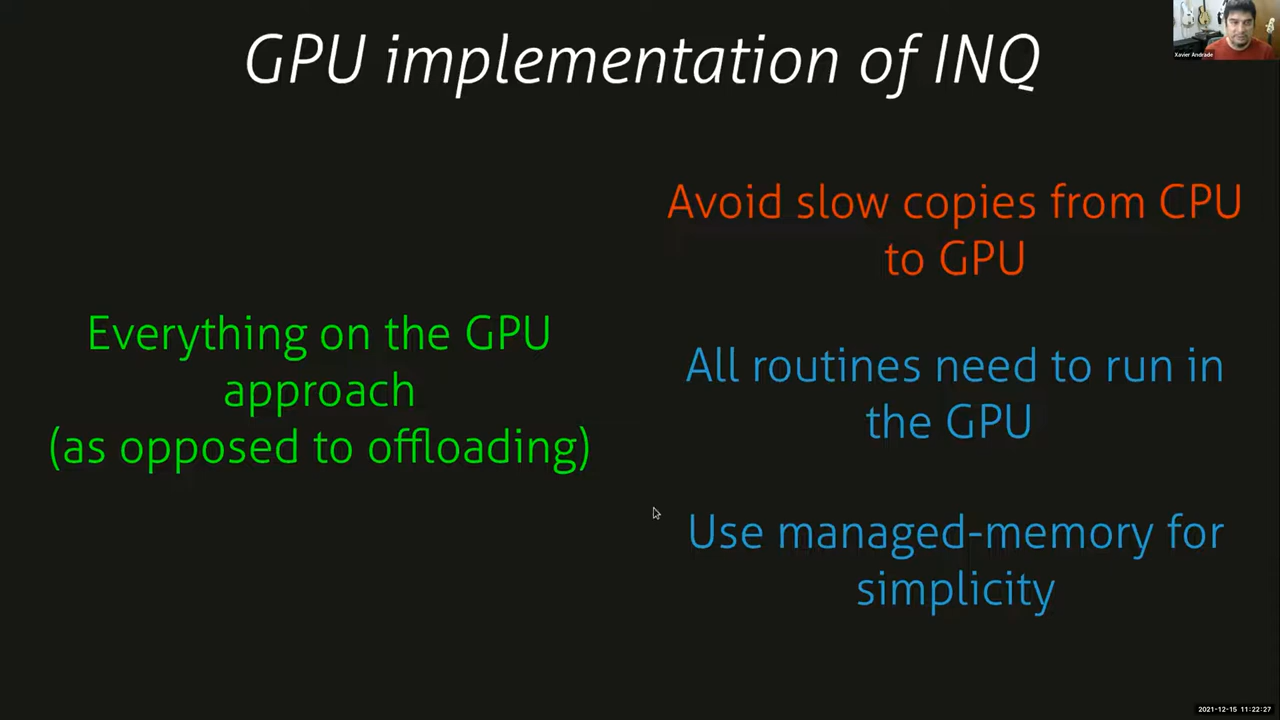 GPU implementation of INQ
Xavier Andrade
Everything on the GPU
approach
(as opposed to offloading)
Avoid slow copies from CPU
to GPU
All routines need to run in
the GPU
Use managed-memory for
simplicity
2021-12-15 11:22:27